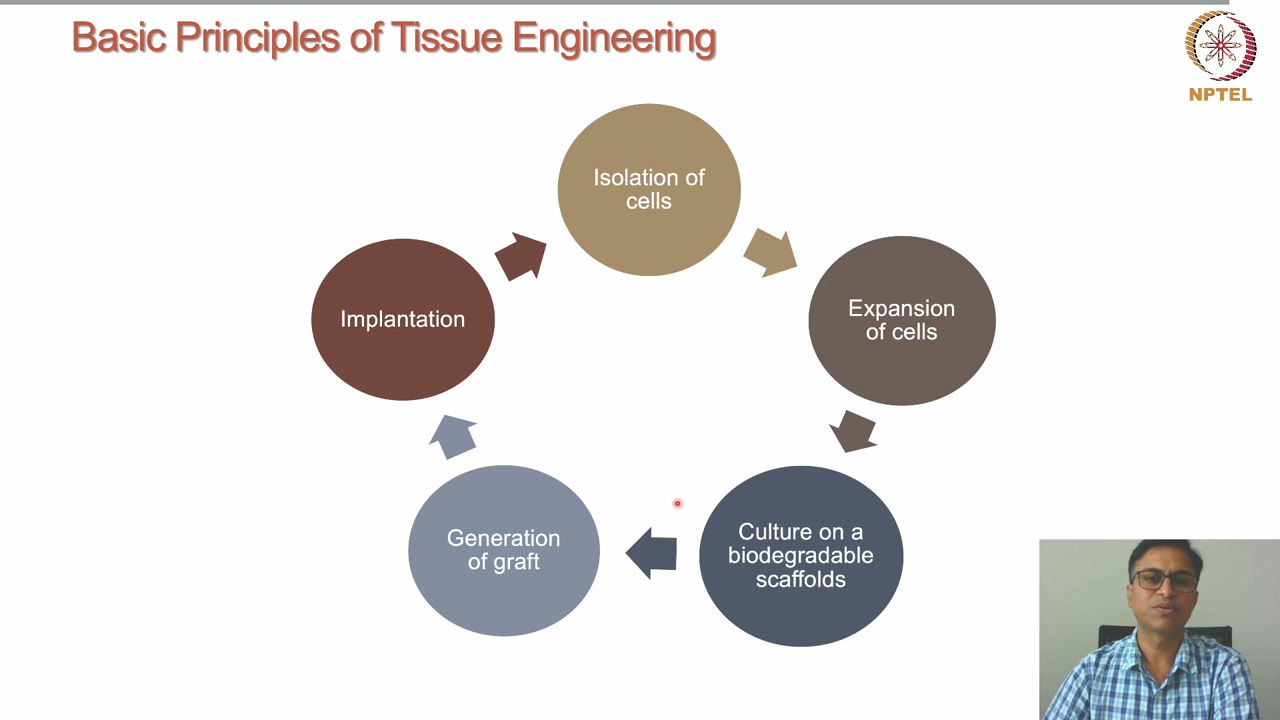 Basic Principles of Tissue Engineering
NPTEL
Isolation of
cells
Expansion
of cells
Culture on a
biodegradable
scaffolds
Generation
of graft
Implantation